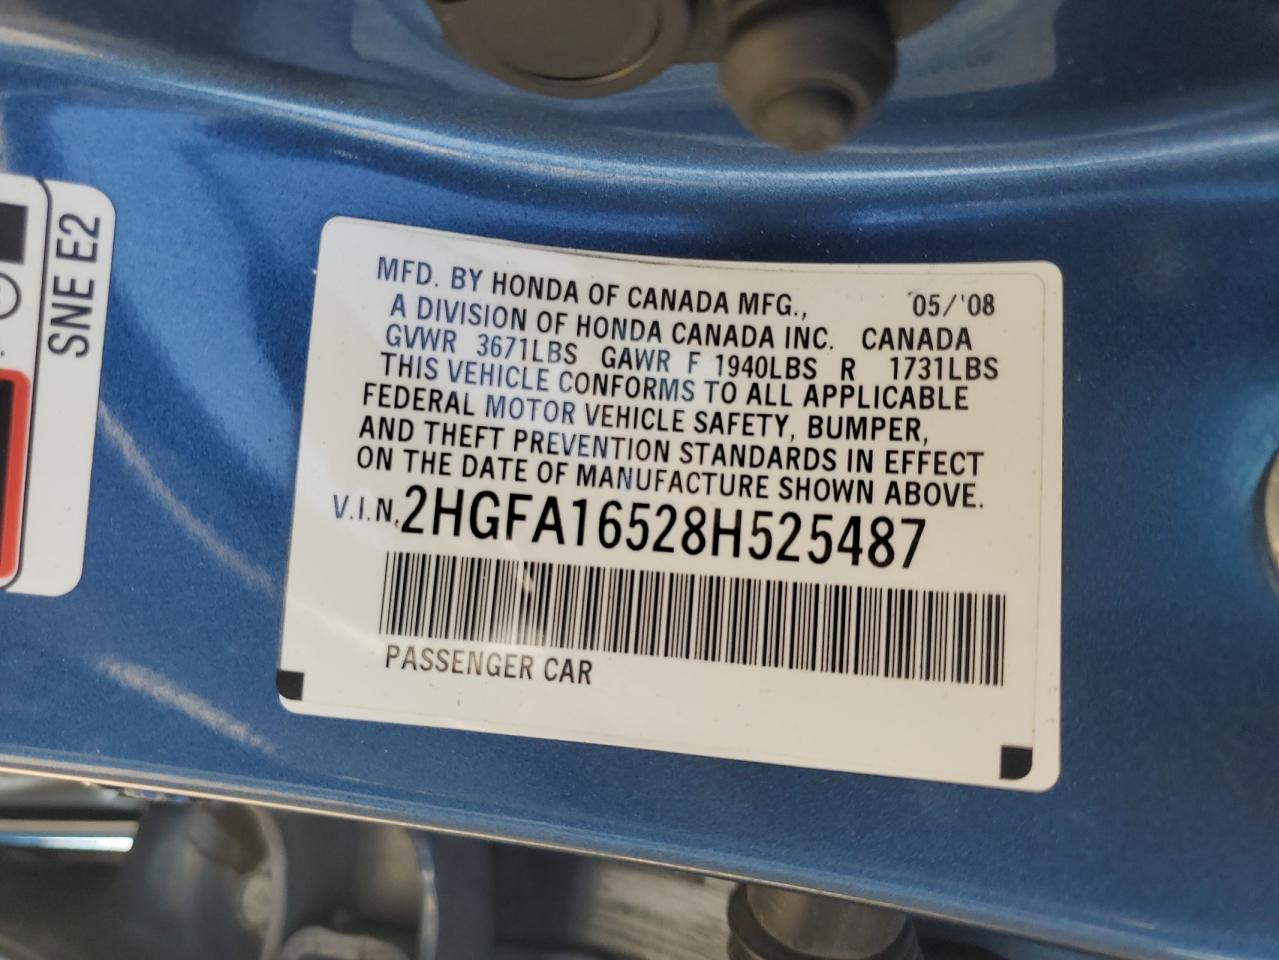 SNE E2
MFD. BY HONDA OF CANADA MFG., 05/'08
A DIVISION OF HONDA CANADA INC. CANADA
GVWR 3671LBS GAWR F 1940LBS R 1731LBS
THIS VEHICLE CONFORMS TO ALL APPLICABLE
FEDERAL MOTOR VEHICLE SAFETY, BUMPER,
AND THEFT PREVENTION STANDARDS IN EFFECT
ON THE DATE OF MANUFACTURE SHOWN ABOVE.
V.I.N. 2HGFA16528H525487
PASSENGER CAR